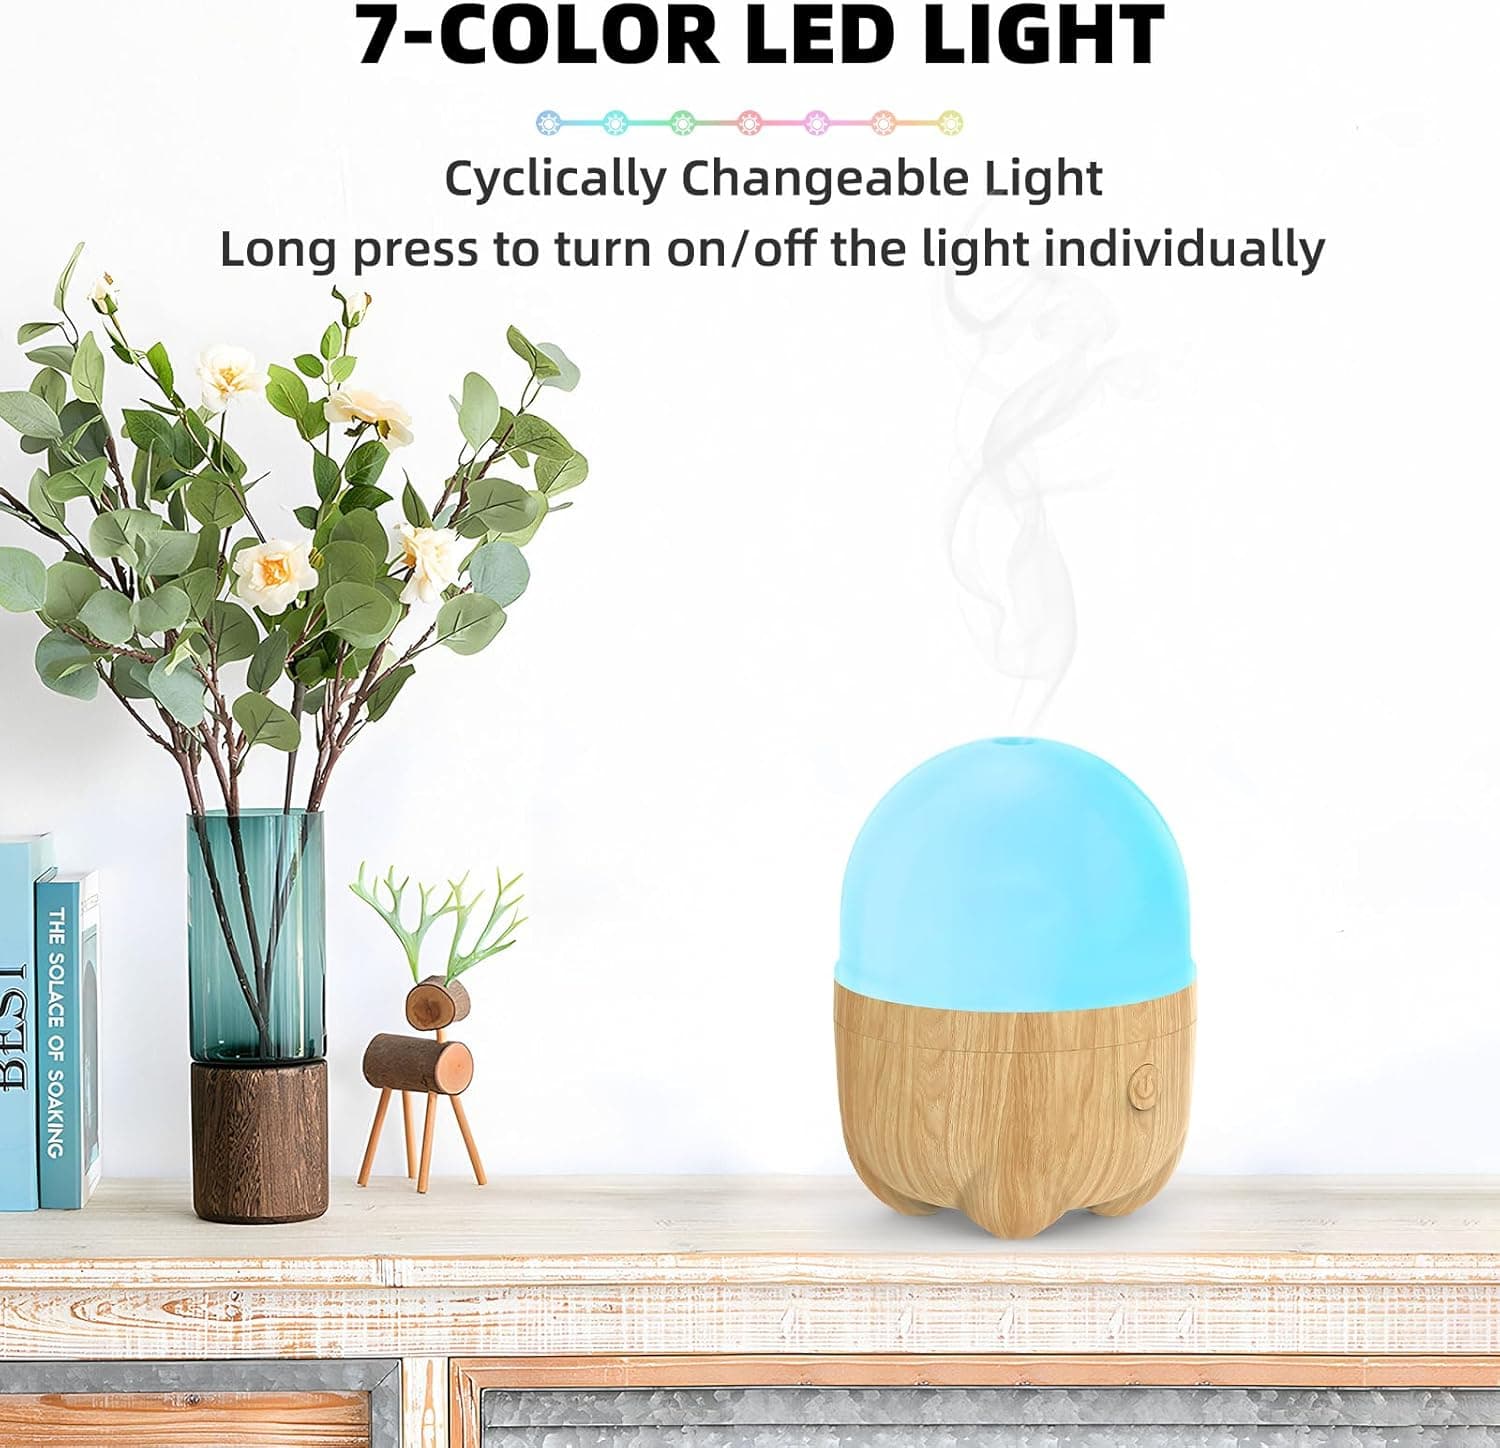 7-COLOR LED LIGHT
Cyclically Changeable Light
Long press to turn on/off the light individually
BEST
THE SOLACE OF SOAKING